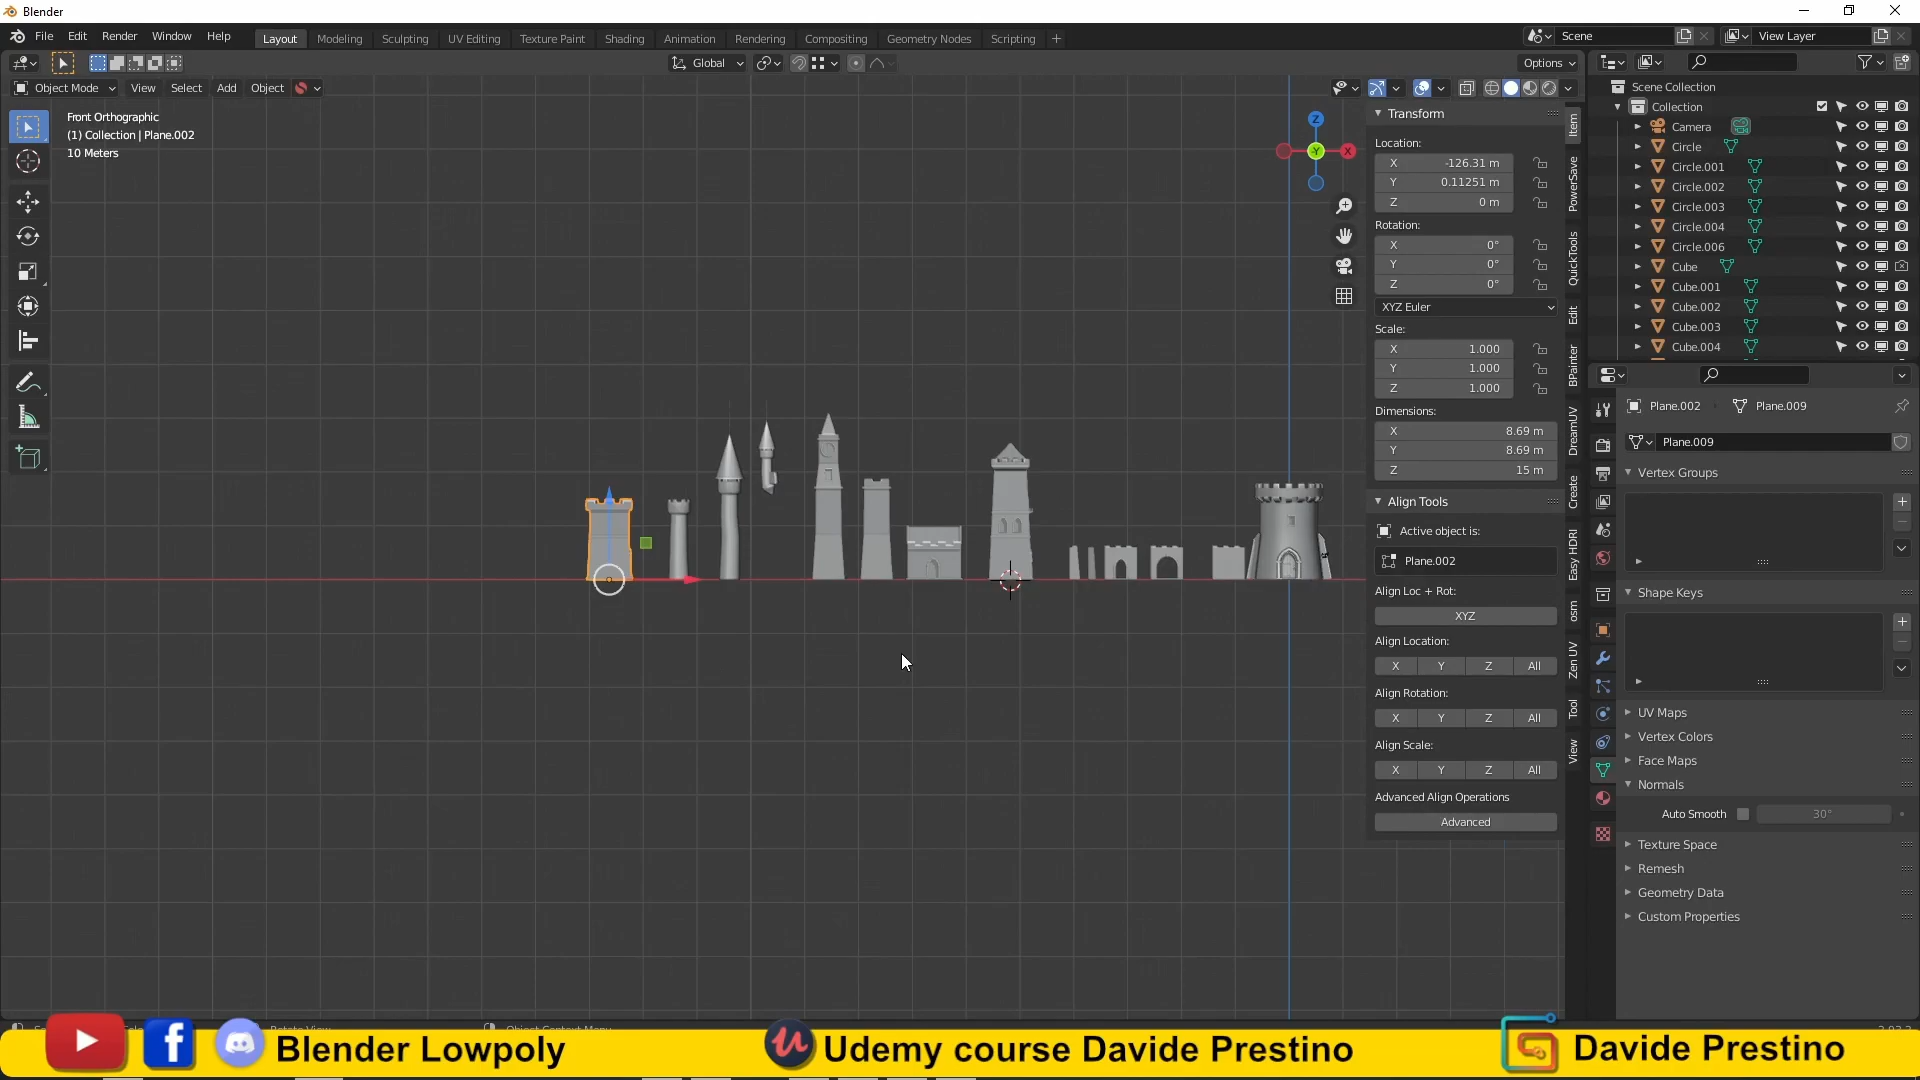 Blender
File Edit Render Window Help
Layout Modeling Sculpting UV Editing Texture Paint Shading Animation Rendering Compositing Geometry Nodes Scripting +
Scene
View Layer
Global
Options
Object Mode View Select Add Object
Front Orthographic
(1) Collection | Plane.002
10 Meters
Z
Y
X
Transform
Location:
X -126.31 m
Y 0.11251 m
Z 0 m
Rotation:
X 0°
Y 0°
Z 0°
XYZ Euler
Scale:
X 1.000
Y 1.000
Z 1.000
Dimensions:
X 8.69 m
Y 8.69 m
Z 15 m
Align Tools
Active object is:
Plane.002
Align Loc + Rot:
XYZ
Align Location:
X Y Z All
Align Rotation:
X Y Z All
Align Scale:
X Y Z All
Advanced Align Operations
Advanced
Item
PowerSave
QuickTools
Edit
BPainter
DreamUV
Create
Easy HDRI
osm
Zen UV
Tool
View
Scene Collection
Collection
Camera
Circle
Circle.001
Circle.002
Circle.003
Circle.004
Circle.006
Cube
Cube.001
Cube.002
Cube.003
Cube.004
Plane.002 Plane.009
Plane.009
Vertex Groups
Shape Keys
UV Maps
Vertex Colors
Face Maps
Normals
Auto Smooth 30°
Texture Space
Remesh
Geometry Data
Custom Properties
Blender Lowpoly
Udemy course Davide Prestino
Davide Prestino